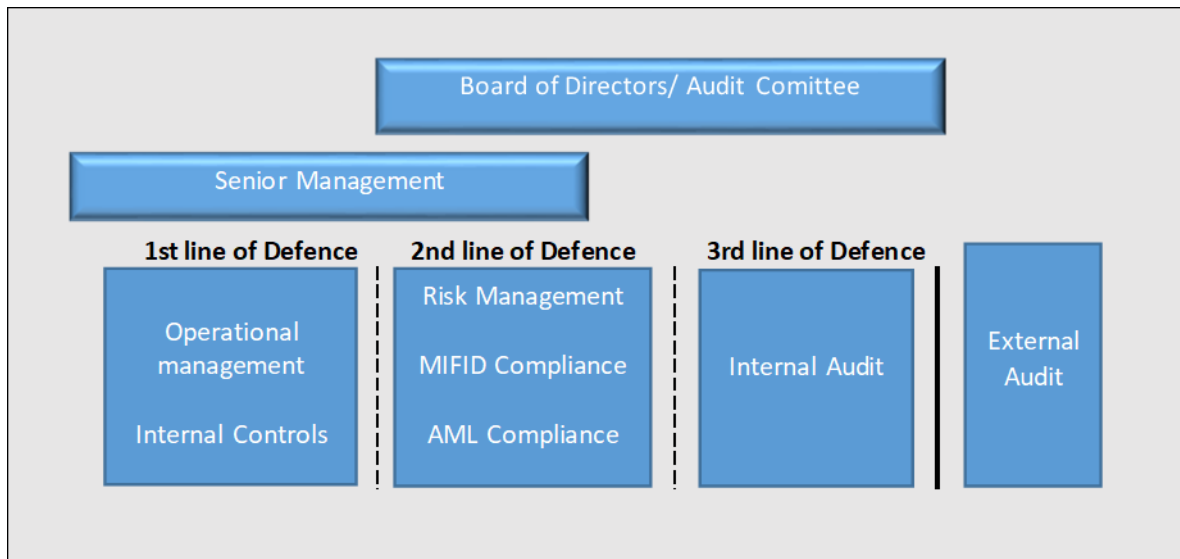 Board of Directors/ Audit Comittee
Senior Management
1st line of Defence
2nd line of Defence
3rd line of Defence
Operational
management
Internal Controls
Risk Management
MIFID Compliance
AML Compliance
Internal Audit
External
Audit